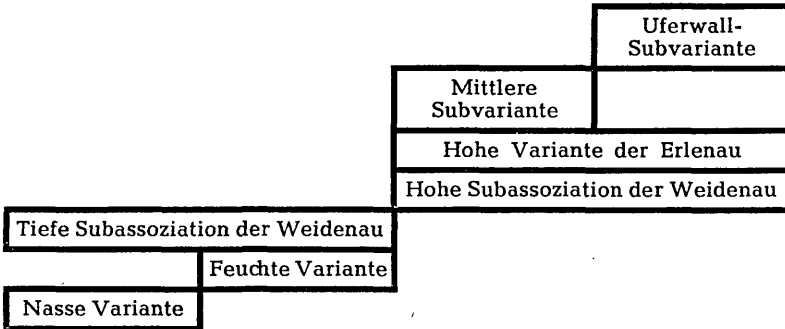 Uferwall-
Subvariante
Mittlere
Subvariante
Hohe Variante der Erlenau
Hohe Subassoziation der Weidenau
Tiefe Subassoziation der Weidenau
Feuchte Variante
Nasse Variante